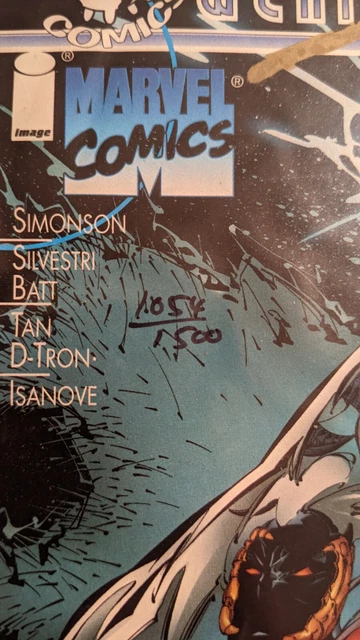 COMICS
image
MARVEL
COMICS
M
SIMONSON
SILVESTRI
BATT
TAN
D-TRON
ISANOVE
1054
1500